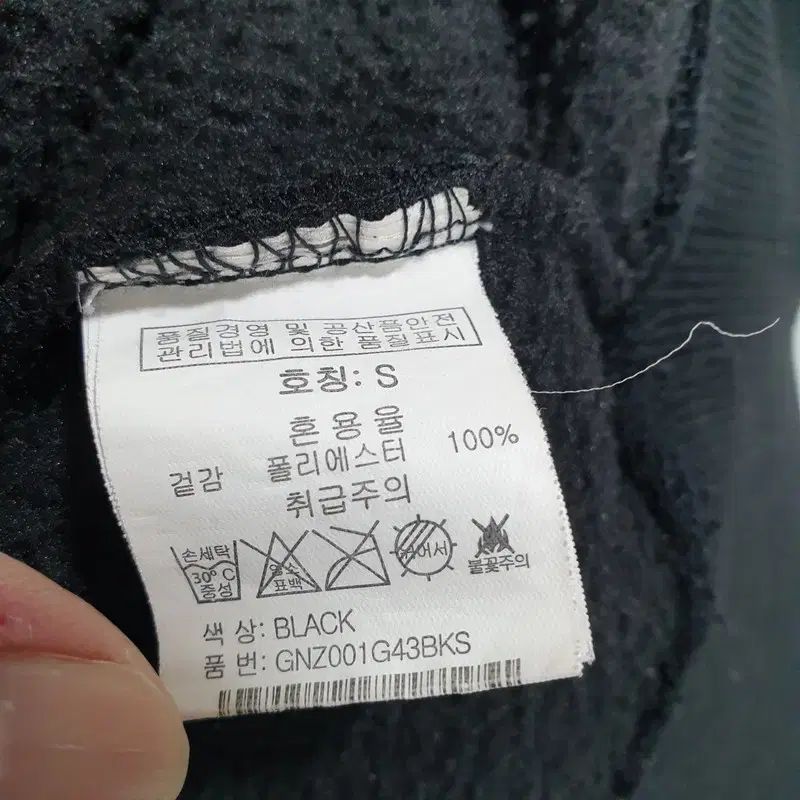 품질경영 및 공산품안전
관리법에 의한 품질표시
호칭: S
혼 용 율
겉감 폴리에스터 100%
취급주의
손세탁
30° C
중성
염소
표백
뉘어서
불꽃주의
색 상: BLACK
품 번: GNZ001G43BKS